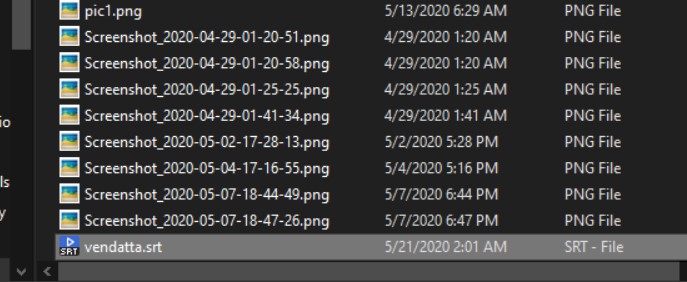 pic1.png 5/13/2020 6:29 AM PNG File
Screenshot_2020-04-29-01-20-51.png 4/29/2020 1:20 AM PNG File
Screenshot_2020-04-29-01-20-58.png 4/29/2020 1:20 AM PNG File
Screenshot_2020-04-29-01-25-25.png 4/29/2020 1:25 AM PNG File
Screenshot_2020-04-29-01-41-34.png 4/29/2020 1:41 AM PNG File
io
Screenshot_2020-05-02-17-28-13.png 5/2/2020 5:28 PM PNG File
Screenshot_2020-05-04-17-16-55.png 5/4/2020 5:16 PM PNG File
ls
Screenshot_2020-05-07-18-44-49.png 5/7/2020 6:44 PM PNG File
y
Screenshot_2020-05-07-18-47-26.png 5/7/2020 6:47 PM PNG File
SRT vendatta.srt 5/21/2020 2:01 AM SRT - File